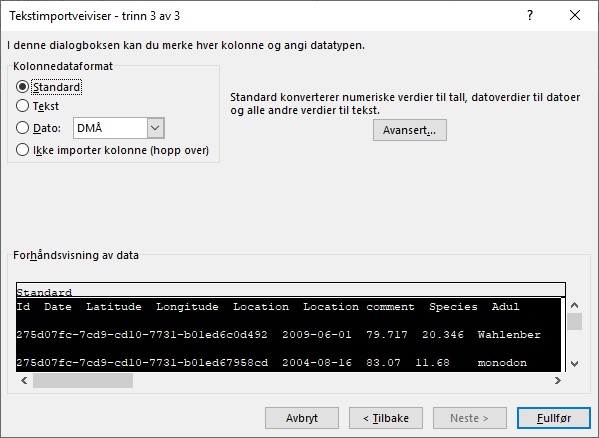 Tekstimportveiviser - trinn 3 av 3
I denne dialogboksen kan du merke hver kolonne og angi datatypen.
Kolonnedataformat
Standard
Tekst
Dato: DMÅ
Ikke importer kolonne (hopp over)
Standard konverterer numeriske verdier til tall, datoverdier til datoer
og alle andre verdier til tekst.
Avansert...
Forhåndsvisning av data
Standard
Id Date Latitude Longitude Location Location comment Species Adul
275d07fc-7cd9-cd10-7731-b01ed6c0d492 2009-06-01 79.717 20.346 Wahlenber
275d07fc-7cd9-cd10-7731-b01ed67958cd 2004-08-16 83.07 11.68 monodon
Avbryt < Tilbake Neste > Fullfør